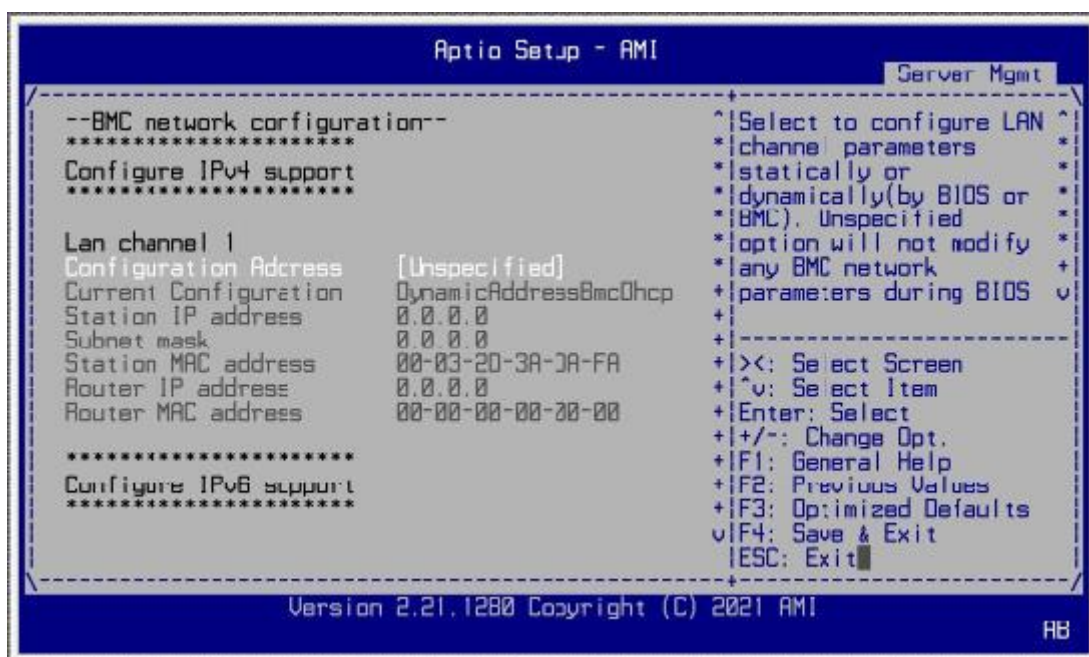 Aptio Setup - AMI
Server Mgmt
--BMC network configuration--
**********************
Configure IPv4 support
**********************
Lan channel 1
Configuration Address [Unspecified]
Current Configuration DynamicAddressBmcDhcp
Station IP address 0.0.0.0
Subnet mask 0.0.0.0
Station MAC address 00-03-2D-3A-DA-FA
Router IP address 0.0.0.0
Router MAC address 00-00-00-00-00-00
**********************
Configure IPv6 support
**********************
Select to configure LAN
channel parameters
statically or
dynamically(by BIOS or
BMC). Unspecified
option will not modify
any BMC network
parameters during BIOS
><: Select Screen
^v: Select Item
Enter: Select
+/-: Change Opt.
F1: General Help
F2: Previous Values
F3: Optimized Defaults
F4: Save & Exit
ESC: Exit
Version 2.21.1280 Copyright (C) 2021 AMI
AB